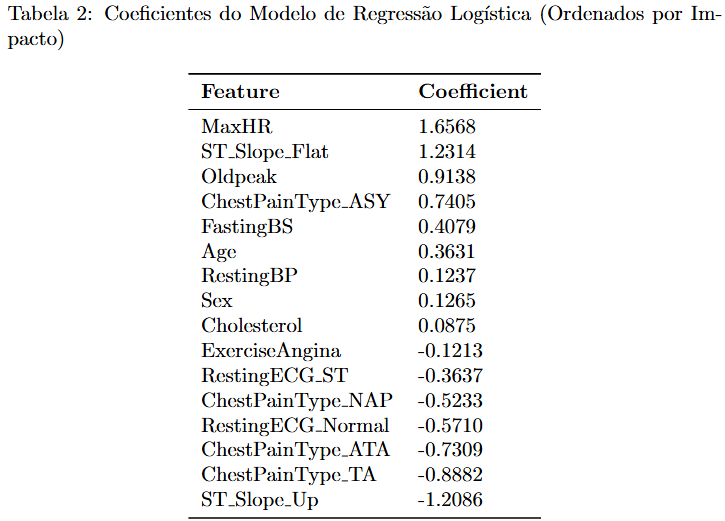 Tabela 2: Coeficientes do Modelo de Regressão Logística (Ordenados por Im-
pacto)
Feature Coefficient
MaxHR 1.6568
ST_Slope_Flat 1.2314
Oldpeak 0.9138
ChestPainType_ASY 0.7405
FastingBS 0.4079
Age 0.3631
RestingBP 0.1237
Sex 0.1265
Cholesterol 0.0875
ExerciseAngina -0.1213
RestingECG_ST -0.3637
ChestPainType_NAP -0.5233
RestingECG_Normal -0.5710
ChestPainType_ATA -0.7309
ChestPainType_TA -0.8882
ST_Slope_Up -1.2086